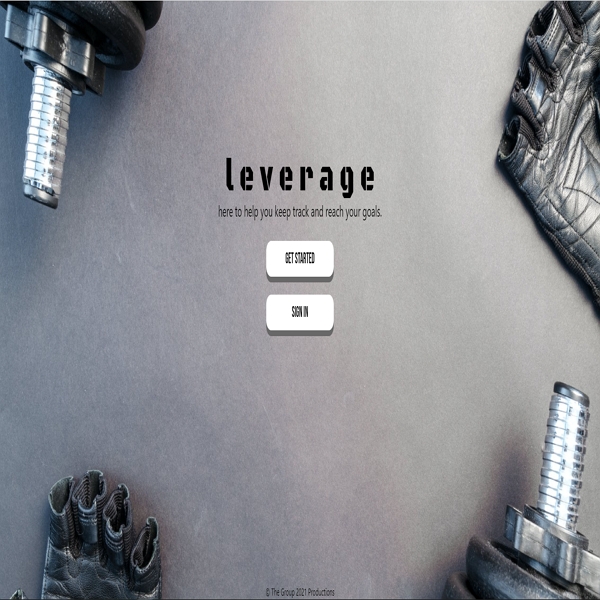 leverage
here to help you keep track and reach your goals.
GET STARTED
SIGN IN
© The Group 2021 Productions